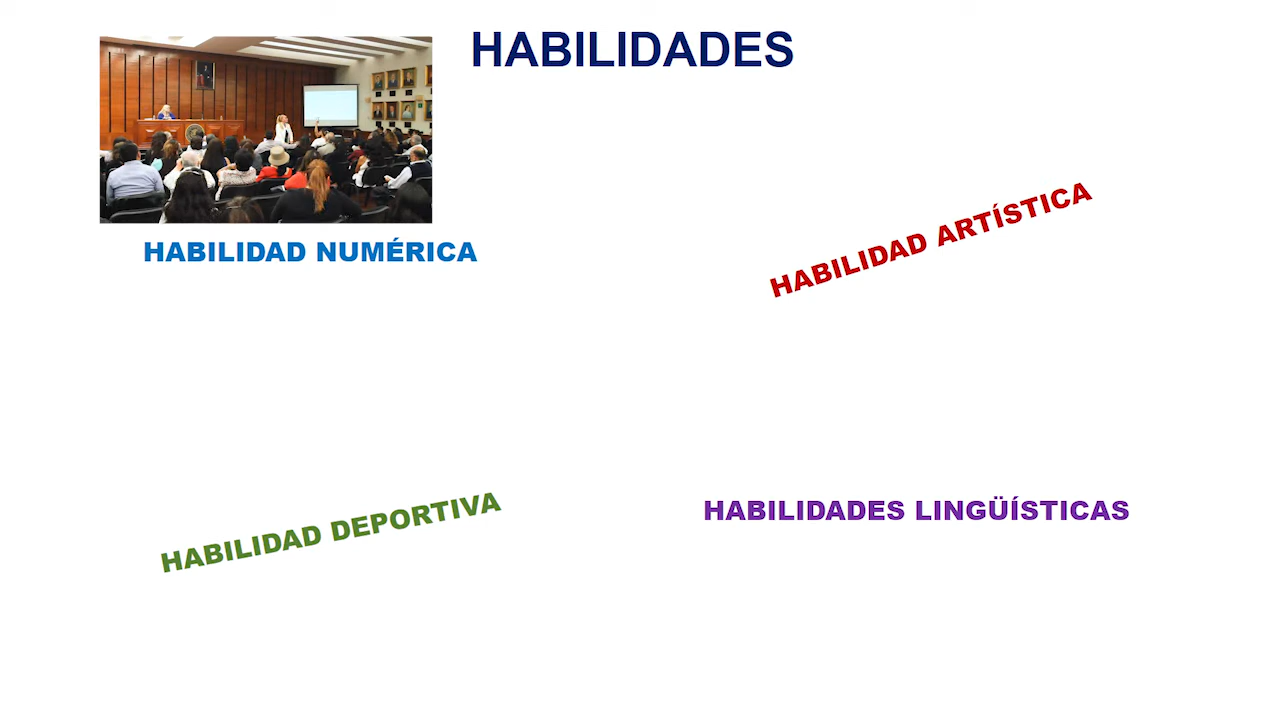 HABILIDADES
HABILIDAD NUMÉRICA
HABILIDAD ARTÍSTICA
HABILIDAD DEPORTIVA
HABILIDADES LINGÜÍSTICAS